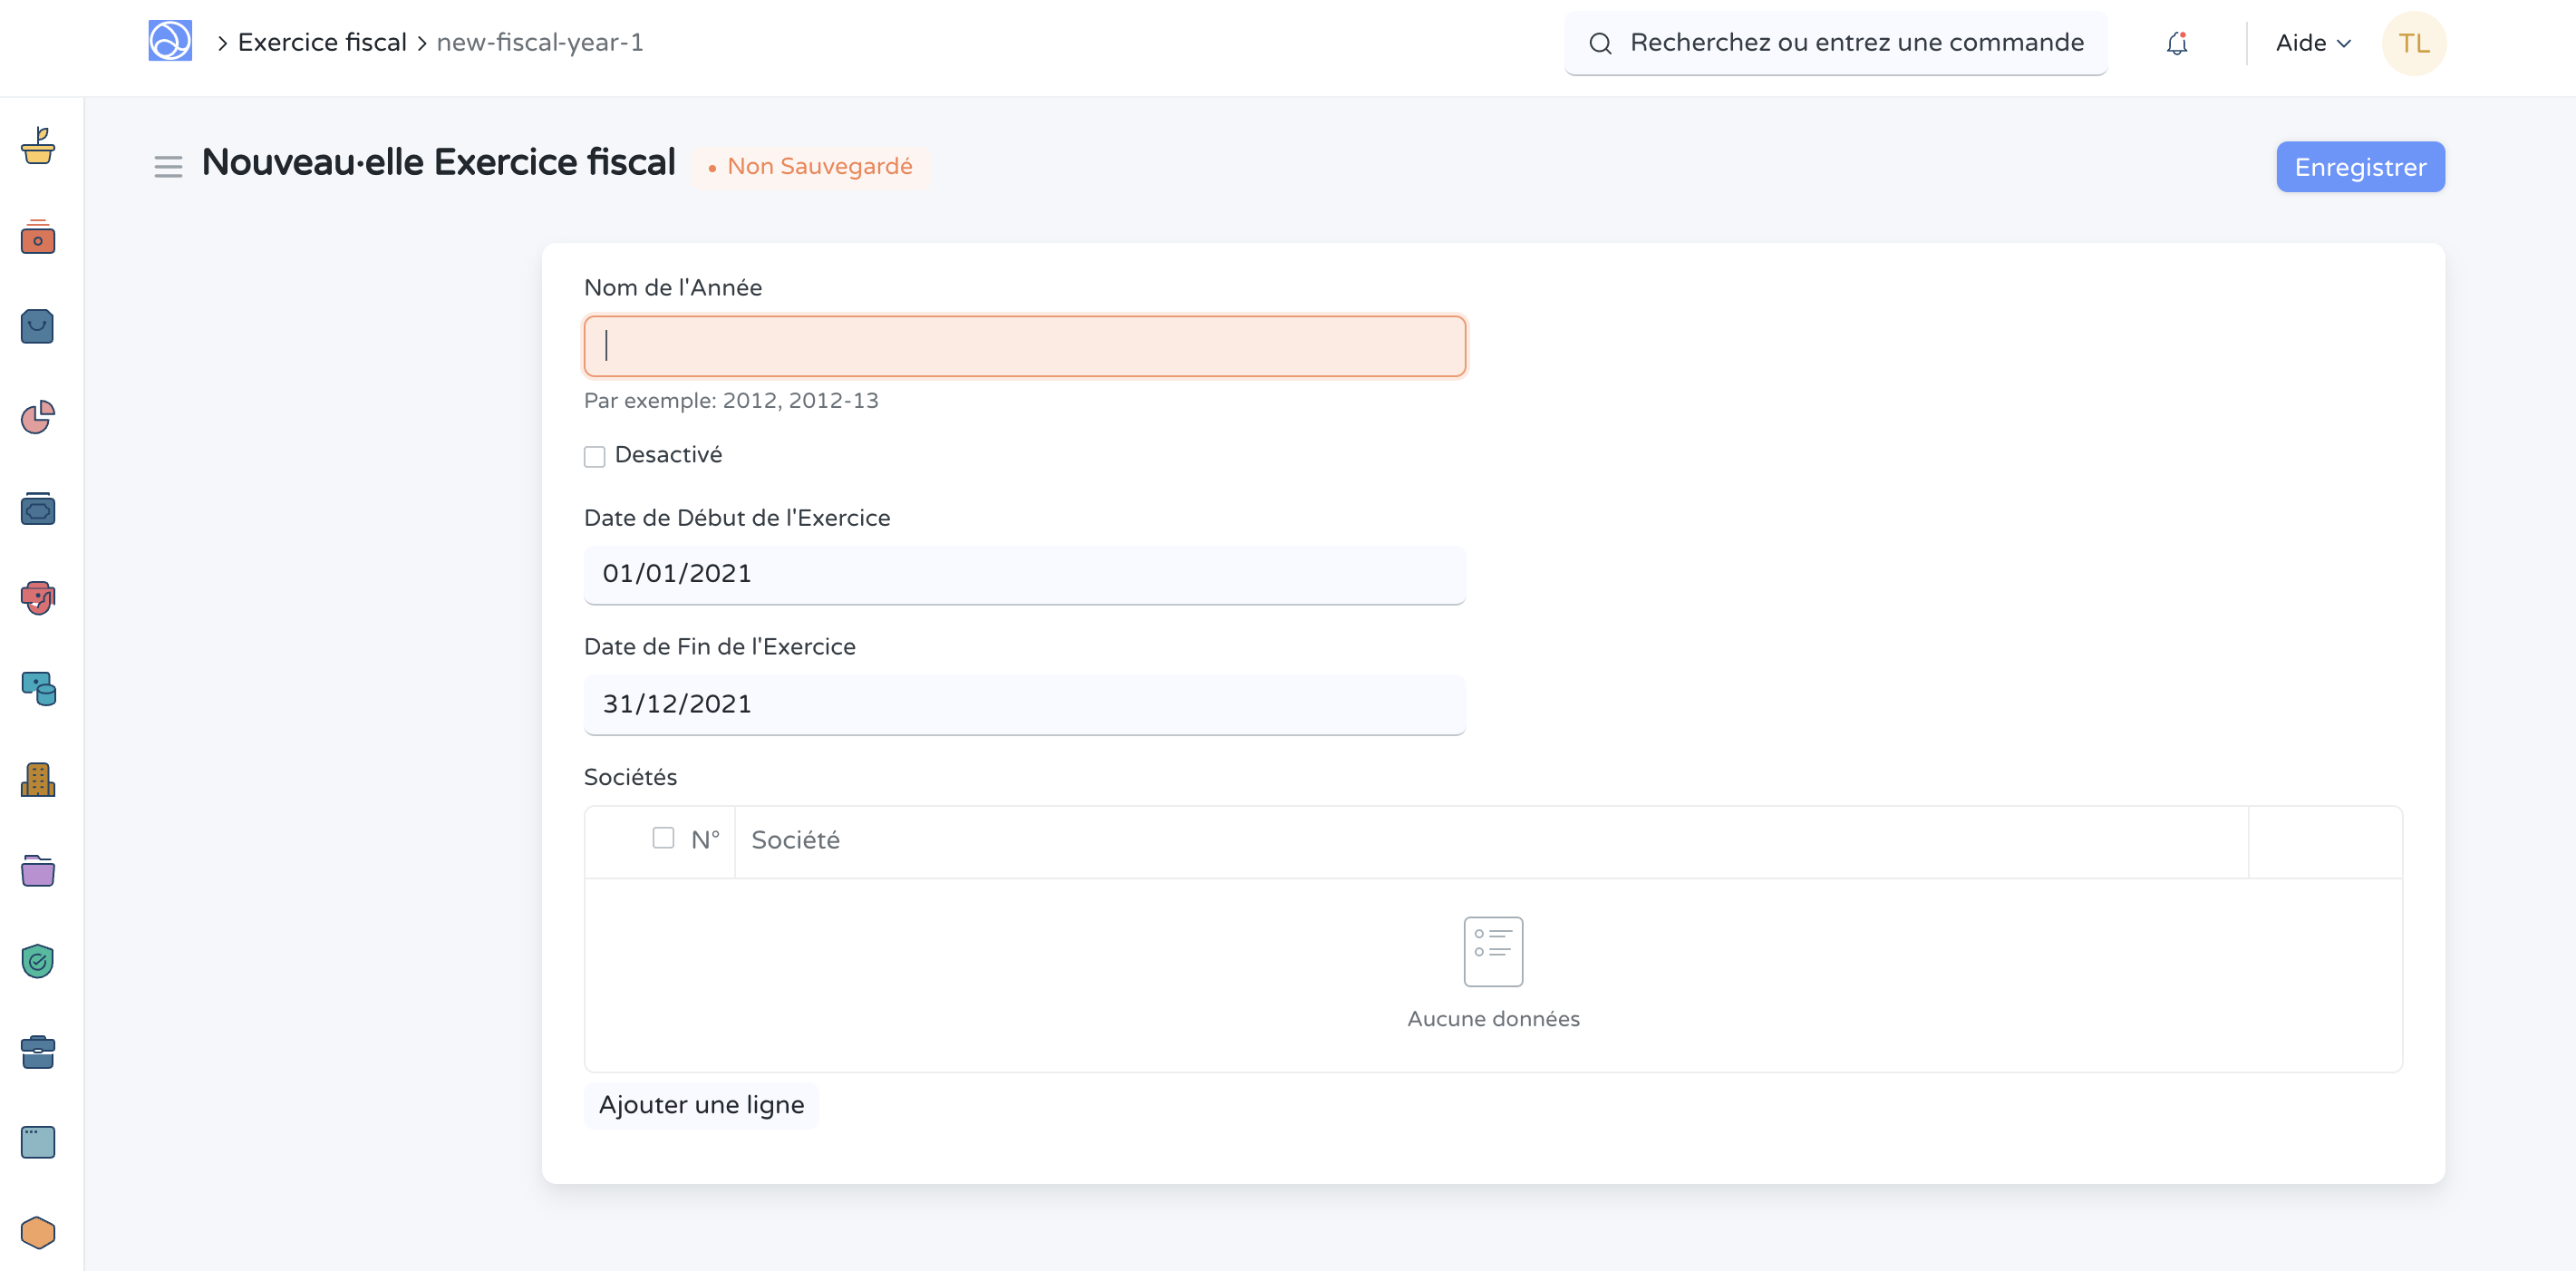 Exercice fiscal new-fiscal-year-1
Recherchez ou entrez une commande
Aide
TL
Nouveau·elle Exercice fiscal
Non Sauvegardé
Enregistrer
Nom de l'Année
Par exemple: 2012, 2012-13
Desactivé
Date de Début de l'Exercice
01/01/2021
Date de Fin de l'Exercice
31/12/2021
Sociétés
N° Société
Aucune données
Ajouter une ligne